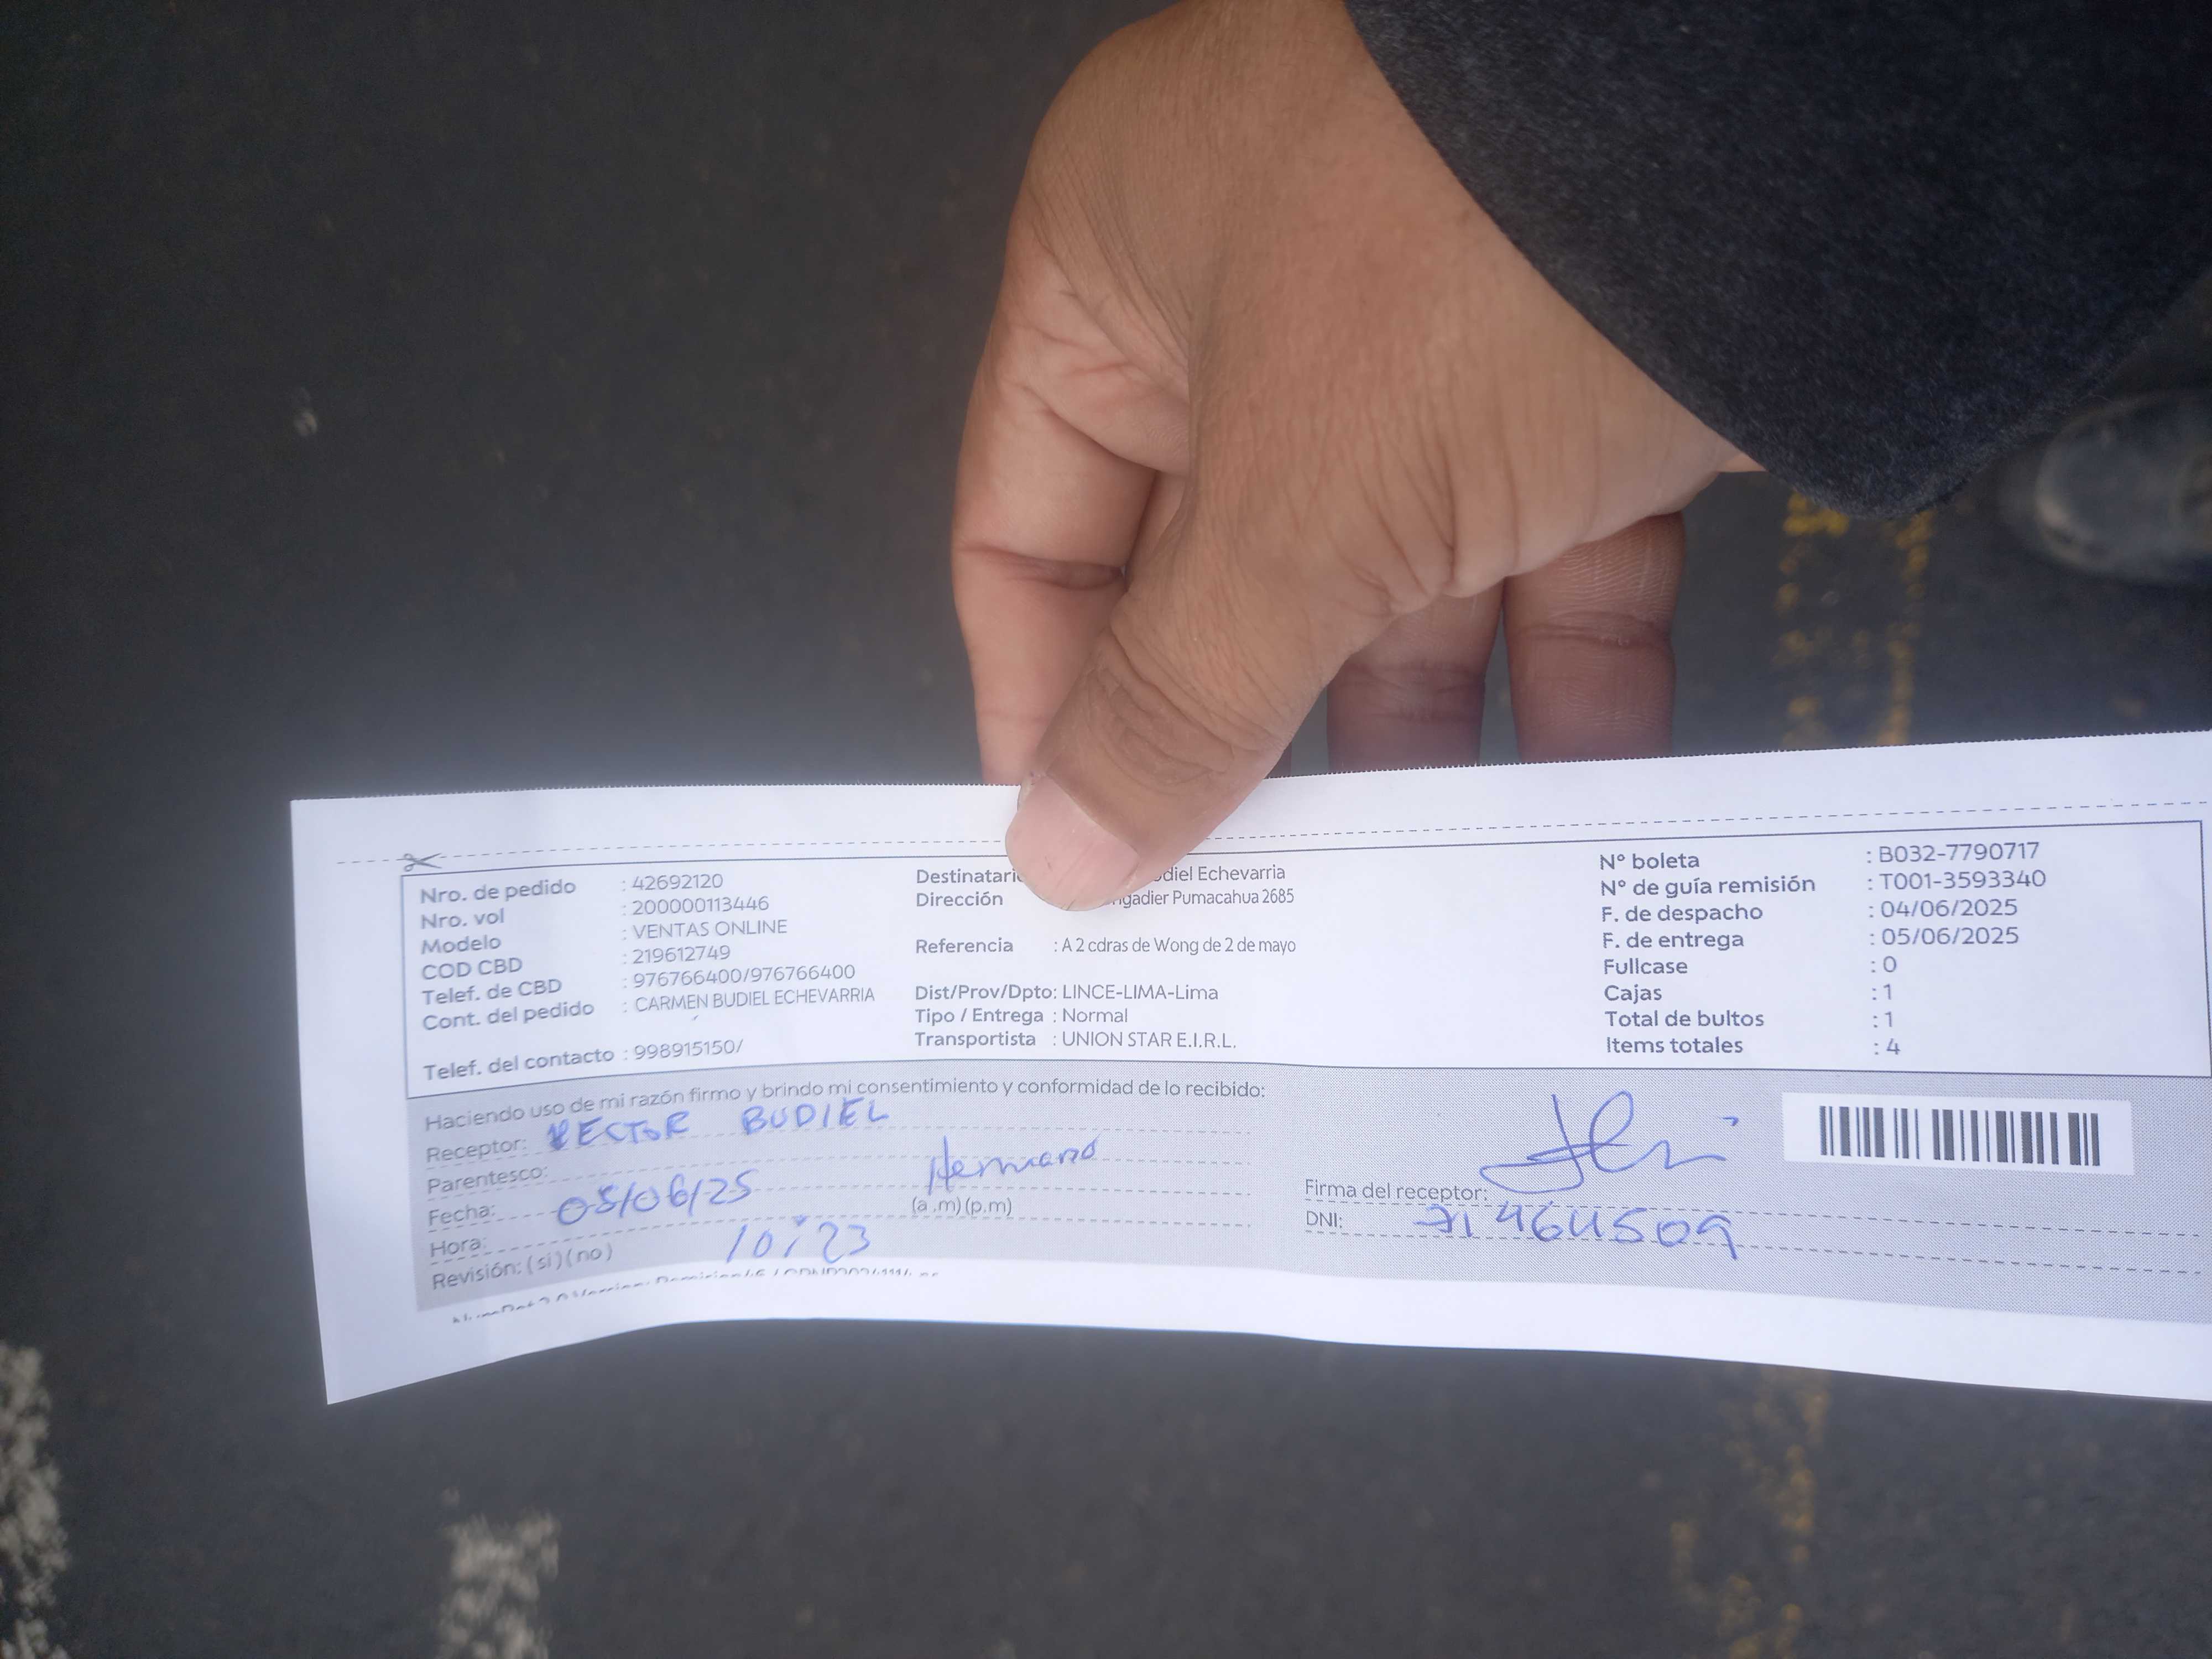 Nro. de pedido : 42692120
Nro. vol : 200000113446
Modelo : VENTAS ONLINE
COD CBD : 219612749
Telef. de CBD : 976766400/976766400
Cont. del pedido : CARMEN BUDIEL ECHEVARRIA
Telef. del contacto : 998915150/
Destinatari diel Echevarria
Dirección gadier Pumacahua 2685
Referencia : A 2 cdras de Wong de 2 de mayo
Dist/Prov/Dpto: LINCE-LIMA-Lima
Tipo / Entrega : Normal
Transportista : UNION STAR E.I.R.L.
N° boleta : B032-7790717
N° de guía remisión : T001-3593340
F. de despacho : 04/06/2025
F. de entrega : 05/06/2025
Fullcase : 0
Cajas : 1
Total de bultos : 1
Items totales : 4
Haciendo uso de mi razón firmo y brindo mi consentimiento y conformidad de lo recibido:
Receptor: BUDIEL
Parentesco: Hermano
Fecha: 05/06/25
Hora: 10:23 (a .m) (p.m)
Revisión: ( si ) ( no )
Firma del receptor:
DNI: